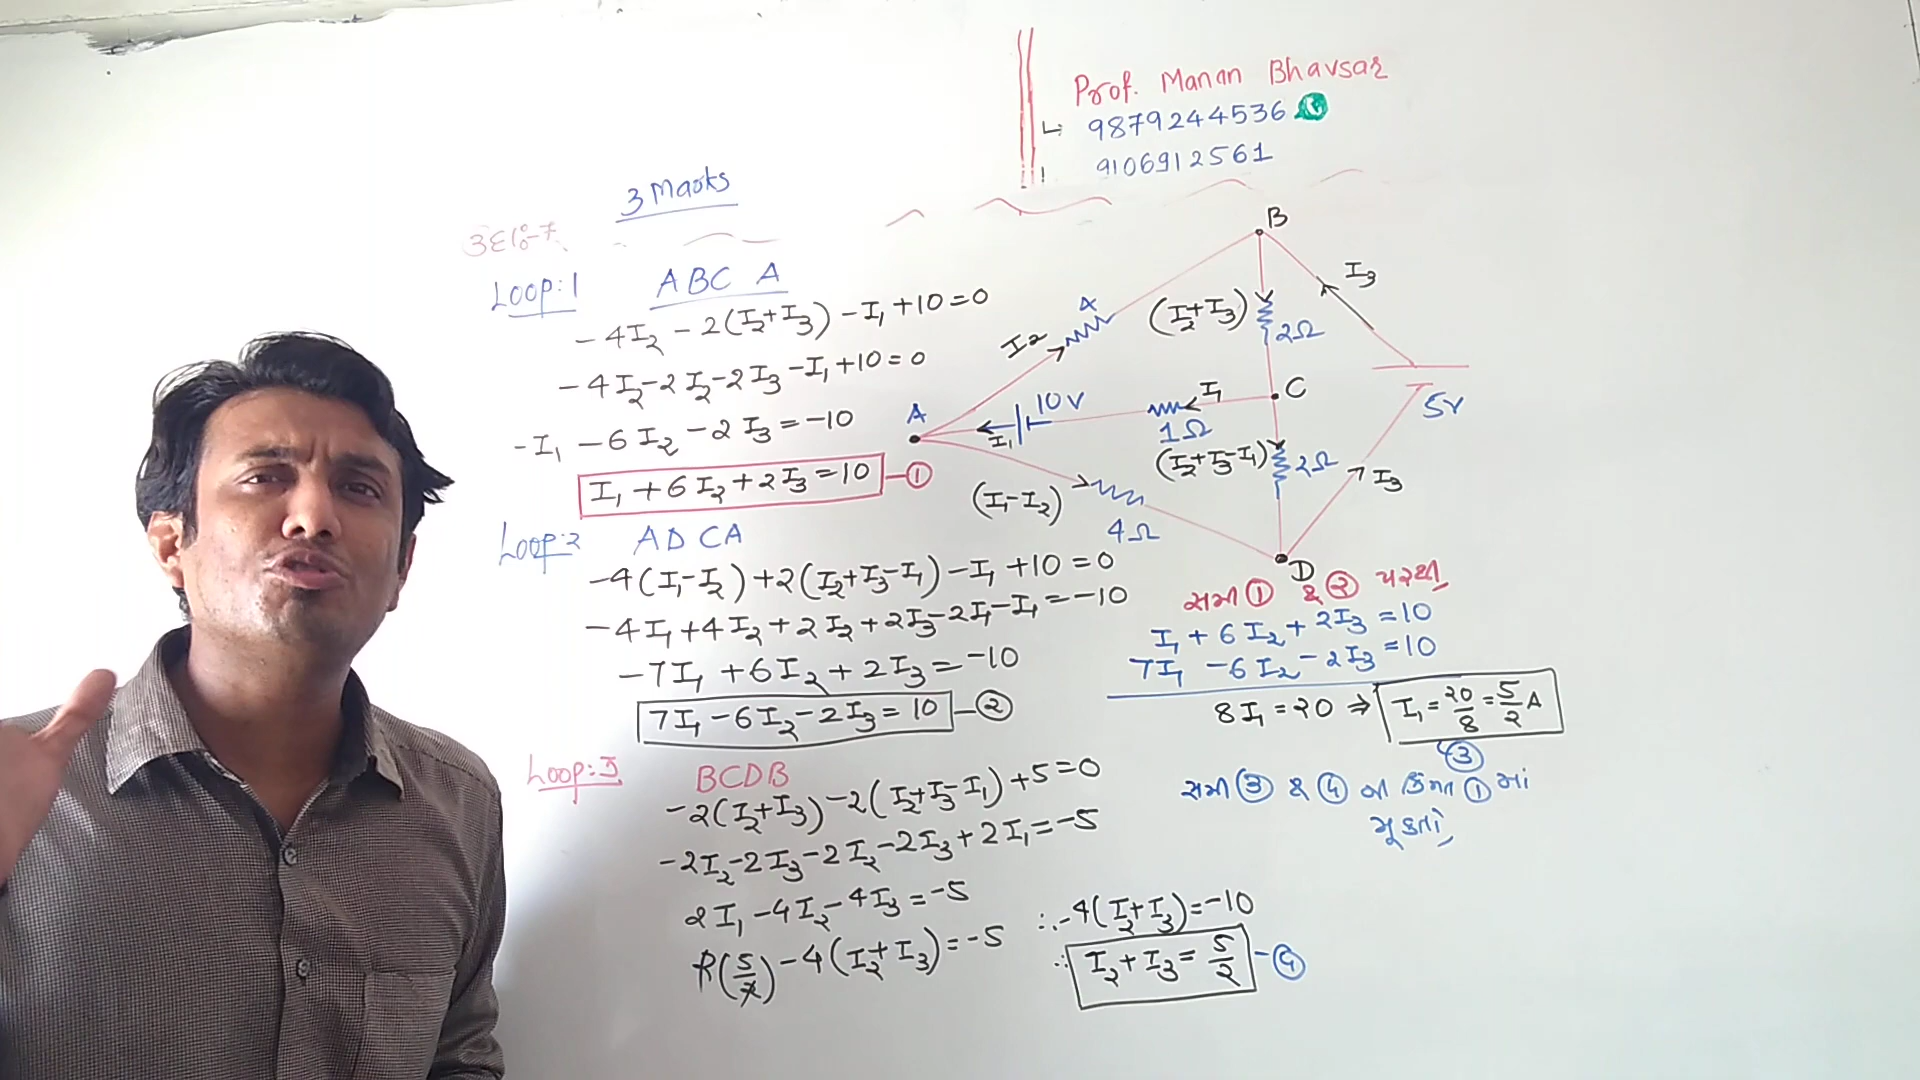 Prof. Manan Bhavsar
9879244536
9106912561
3 Marks
ઉદા૦-7
Loop:1 ABC A
-4I₂ - 2(I₂+I₃) - I₁ + 10 = 0
-4I₂ - 2I₂ - 2I₃ - I₁ + 10 = 0
-I₁ - 6I₂ - 2I₃ = -10
I₁ + 6I₂ + 2I₃ = 10 - ①
Loop:2 ADCA
-4(I₁-I₂) + 2(I₂+I₃-I₁) - I₁ + 10 = 0
-4I₁ + 4I₂ + 2I₂ + 2I₃ - 2I₁ - I₁ = -10
-7I₁ + 6I₂ + 2I₃ = -10
7I₁ - 6I₂ - 2I₃ = 10 - ②
Loop:3 BCDB
-2(I₂+I₃) - 2(I₂+I₃-I₁) + 5 = 0
-2I₂ - 2I₃ - 2I₂ - 2I₃ + 2I₁ = -5
2I₁ - 4I₂ - 4I₃ = -5
2(5/2) - 4(I₂+I₃) = -5
∴ -4(I₂+I₃) = -10
∴ I₂+I₃ = 5/2 - ④
B
I₃
4
I2
(I₂+I₃)
2Ω
A
10V
I₁
C
I₁
1Ω
5V
(I₂+I₃-I₁)
2Ω
I₃
(I₁-I₂)
4Ω
D
સમી ① & ② પરથી
I₁ + 6I₂ + 2I₃ = 10
7I₁ - 6I₂ - 2I₃ = 10
8I₁ = 20 ⇒ I₁ = 20/8 = 5/2 A
③
સમી ③ & ④ ની કિંમત ① માં
મૂકતાં